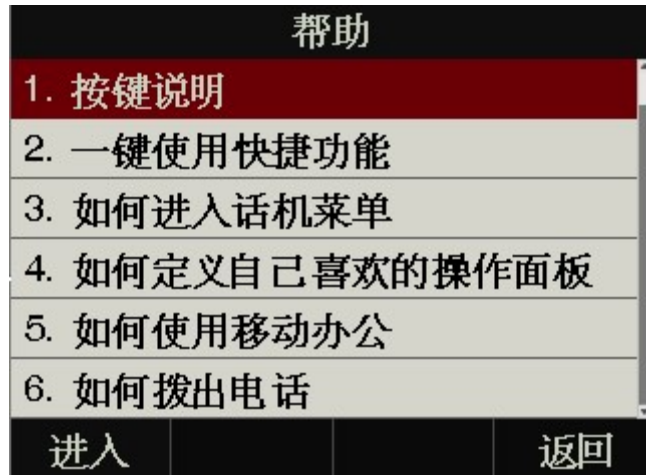 帮助
1. 按键说明
2. 一键使用快捷功能
3. 如何进入话机菜单
4. 如何定义自己喜欢的操作面板
5. 如何使用移动办公
6. 如何拨出电话
进入 返回